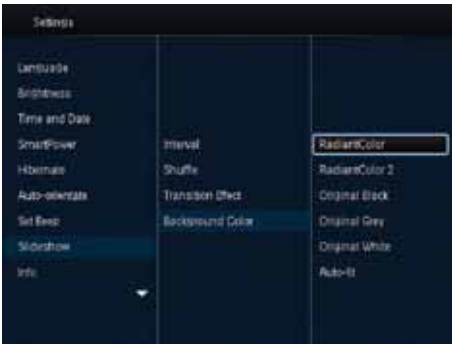 Settings
Language
Brightness
Time and Date
SmartPower
Hibernate
Auto-orientate
Set Beep
Slideshow
Info
Interval
Shuffle
Transition Effect
Background Color
RadiantColor
RadiantColor 2
Original Black
Original Grey
Original White
Auto-fit